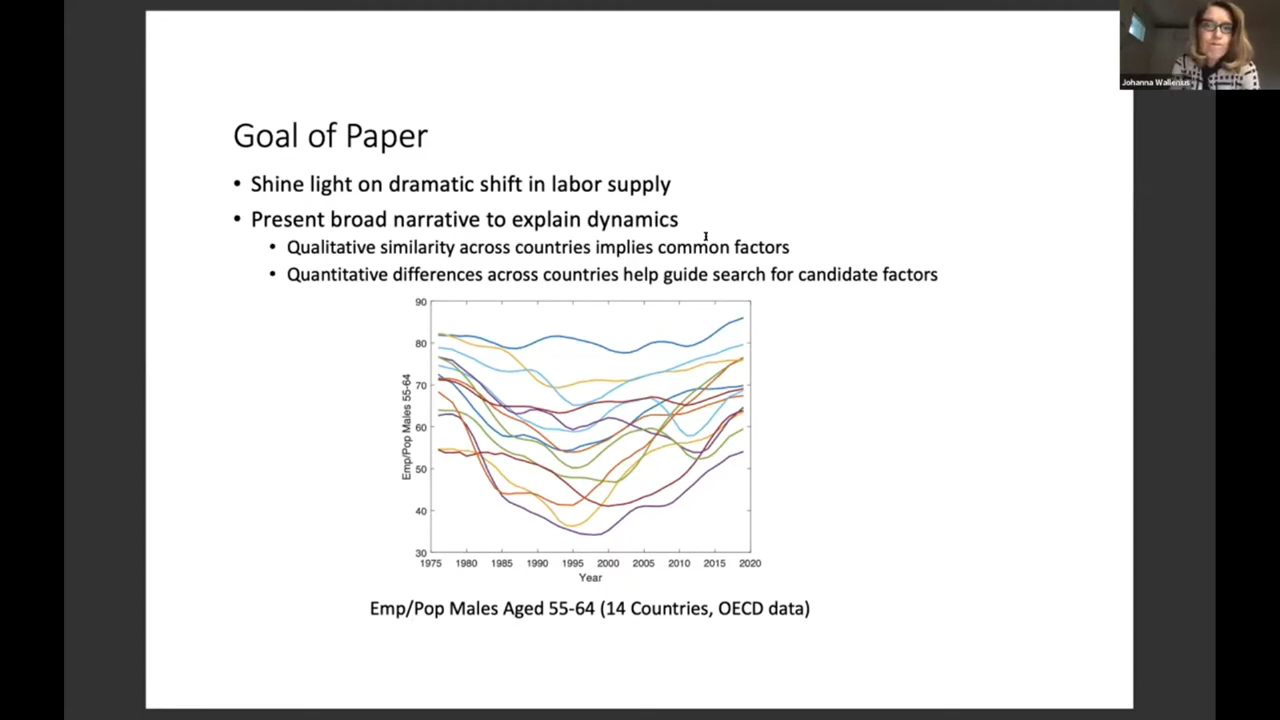 Johanna Wallenius
Goal of Paper
• Shine light on dramatic shift in labor supply
• Present broad narrative to explain dynamics
• Qualitative similarity across countries implies common factors
• Quantitative differences across countries help guide search for candidate factors
90
80
70
60
50
40
30
Emp/Pop Males 55-64
1975 1980 1985 1990 1995 2000 2005 2010 2015 2020
Year
Emp/Pop Males Aged 55-64 (14 Countries, OECD data)